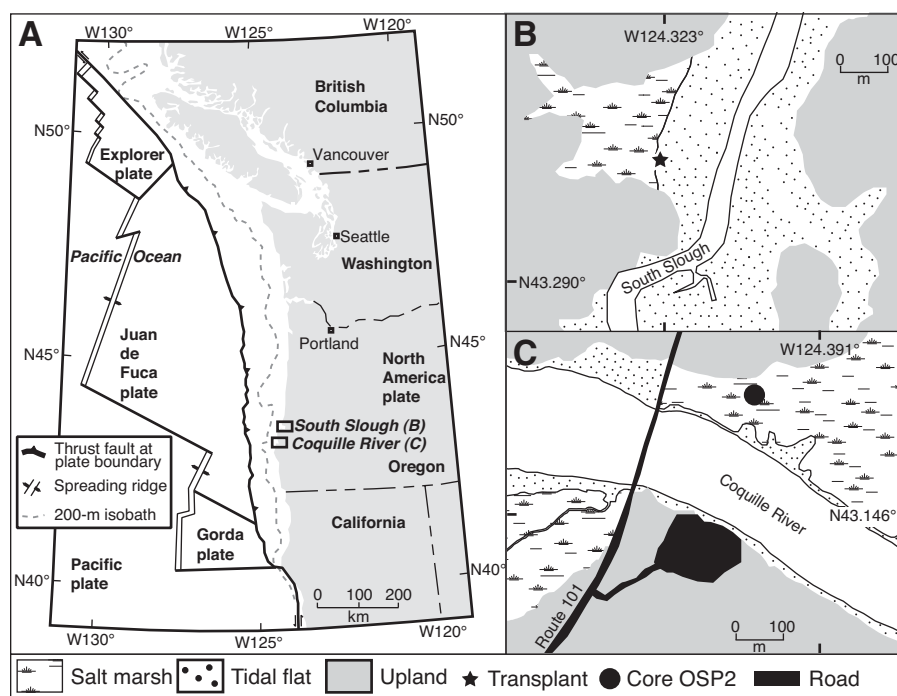 A
W130°
W125°
W120°
British
Columbia
N50°
N50°
Vancouver
Explorer
plate
Seattle
Pacific Ocean
Washington
Juan
de
Fuca
plate
Portland
N45°
N45°
North
America
plate
South Slough (B)
Coquille River (C)
Oregon
Thrust fault at
plate boundary
Spreading ridge
200-m isobath
California
Gorda
plate
Pacific
plate
N40°
N40°
0 100 200
km
W130°
W125°
W120°
B
W124.323°
0 100
m
South Slough
N43.290°
C
W124.391°
Coquille River
N43.146°
Route 101
0 100
m
Salt marsh
Tidal flat
Upland
Transplant
Core OSP2
Road